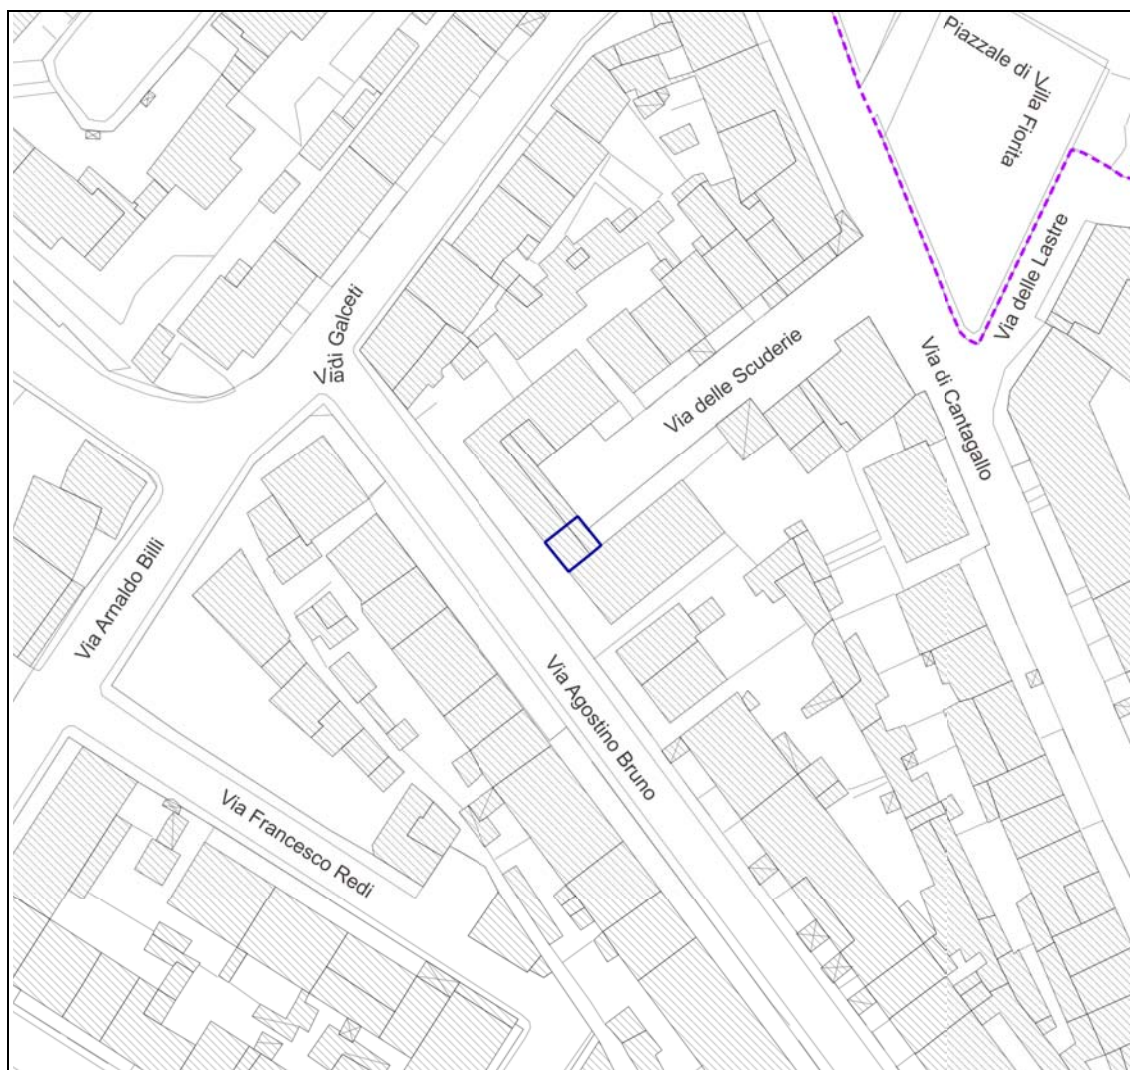 Piazzale di Villa Fiorita
Via delle Lastre
Via di Galceti
Via delle Scuderie
Via di Cantagallo
Via Arnaldo Billi
Via Agostino Bruno
Via Francesco Redi